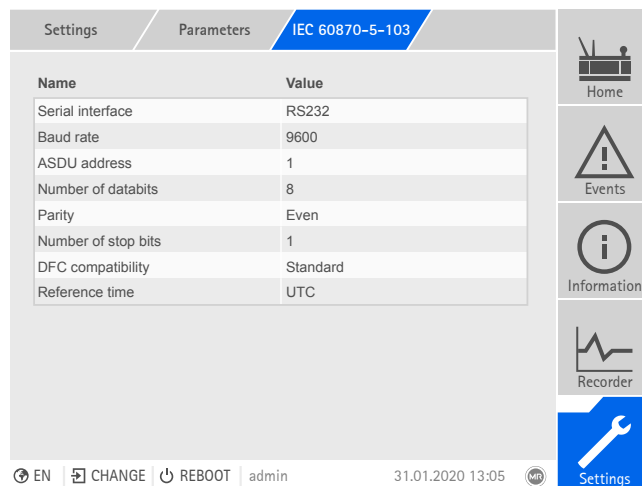 Settings Parameters IEC 60870-5-103
Name Value
Serial interface RS232
Baud rate 9600
ASDU address 1
Number of databits 8
Parity Even
Number of stop bits 1
DFC compatibility Standard
Reference time UTC
Home
Events
Information
Recorder
Settings
EN CHANGE REBOOT admin 31.01.2020 13:05 MR